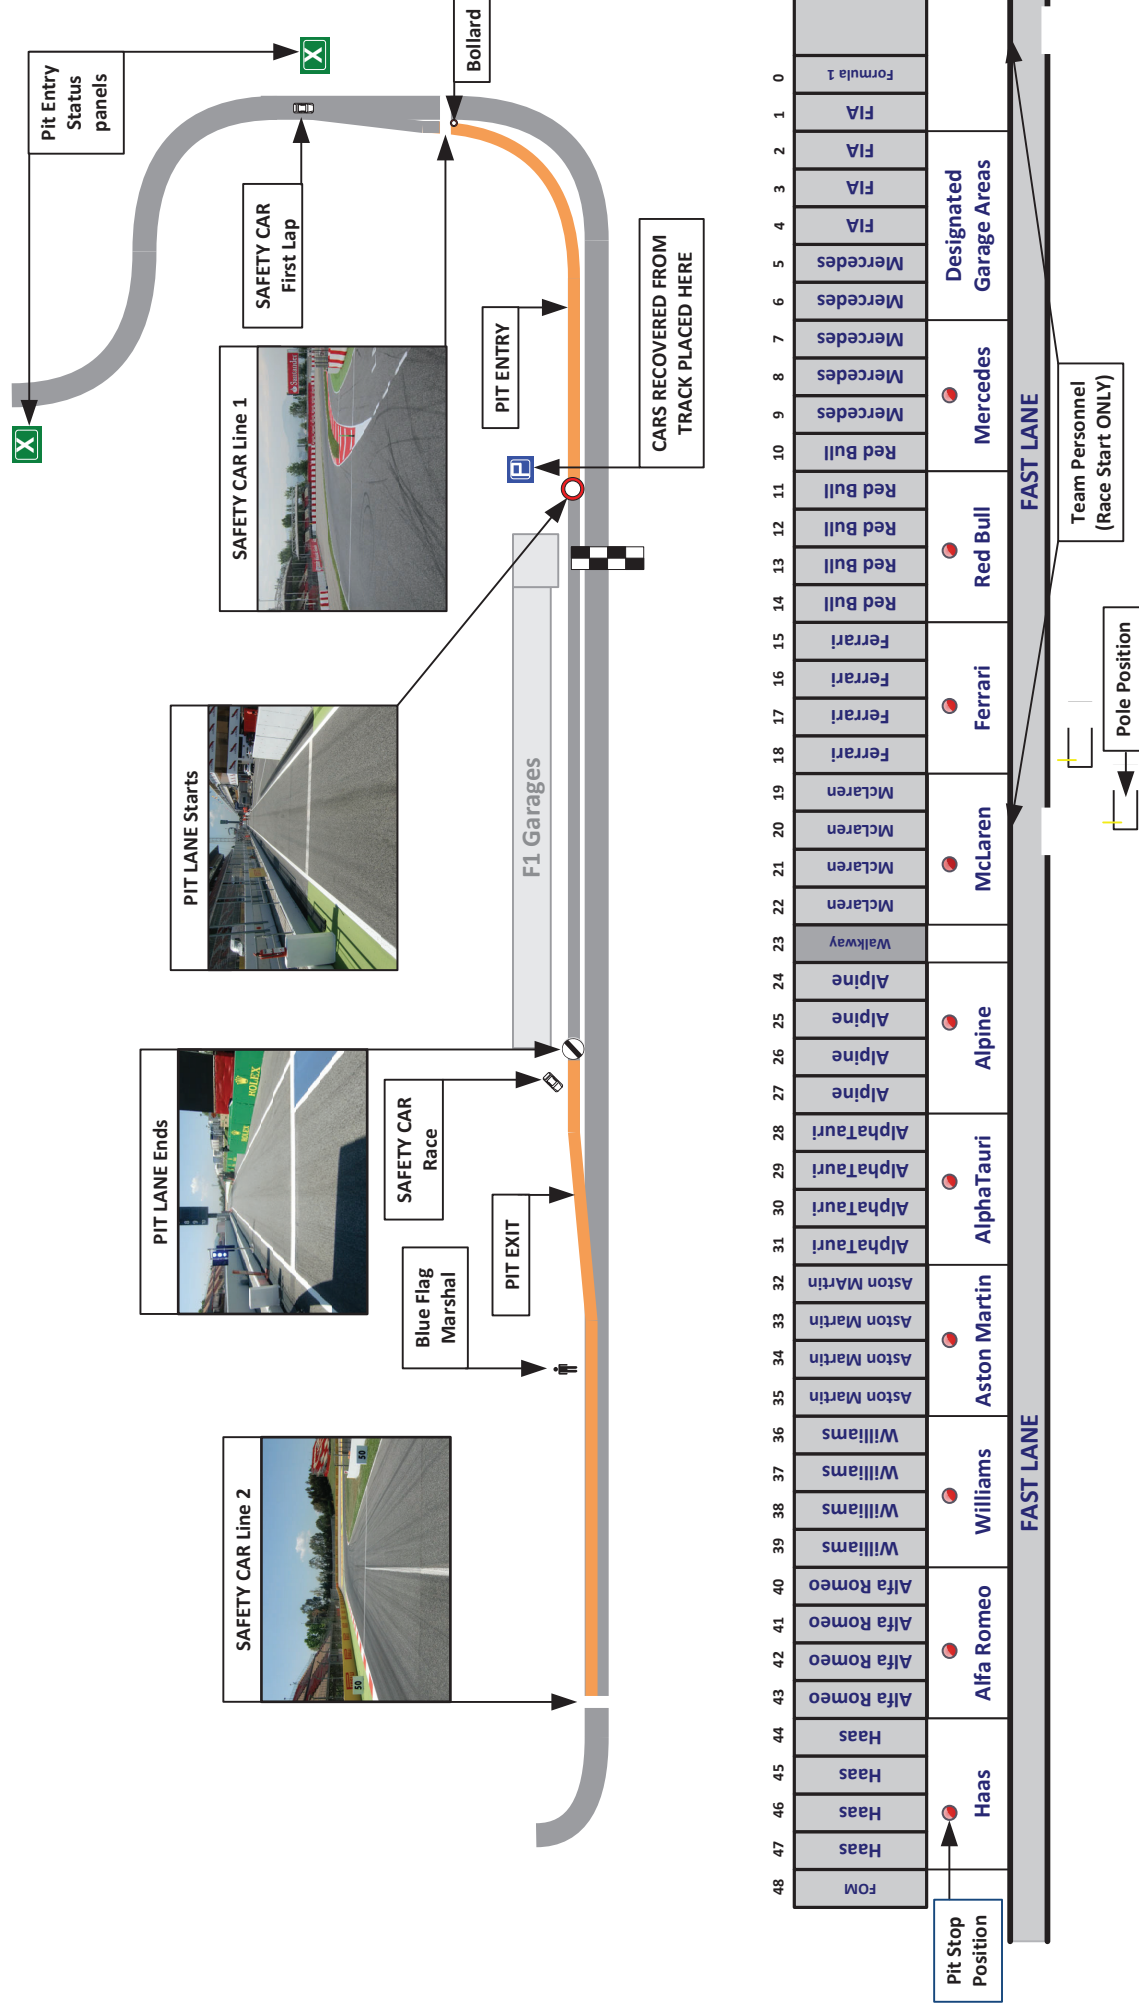 Pit Entry
Status
panels
X
X
Bollard
SAFETY CAR
First Lap
SAFETY CAR Line 1
Santander
PIT ENTRY
CARS RECOVERED FROM
TRACK PLACED HERE
P
PIT LANE Starts
F1 Garages
PIT LANE Ends
ROLEX
ROLEX
SAFETY CAR
Race
PIT EXIT
Blue Flag
Marshal
SAFETY CAR Line 2
50
50
0 Formula 1
1 FIA
2 FIA
3 FIA
4 FIA
5 Mercedes
6 Mercedes
7 Mercedes
8 Mercedes
9 Mercedes
10 Red Bull
11 Red Bull
12 Red Bull
13 Red Bull
14 Red Bull
15 Ferrari
16 Ferrari
17 Ferrari
18 Ferrari
19 McLaren
20 McLaren
21 McLaren
22 McLaren
23 Walkway
24 Alpine
25 Alpine
26 Alpine
27 Alpine
28 AlphaTauri
29 AlphaTauri
30 AlphaTauri
31 AlphaTauri
32 Aston MArtin
33 Aston Martin
34 Aston Martin
35 Aston Martin
36 Williams
37 Williams
38 Williams
39 Williams
40 Alfa Romeo
41 Alfa Romeo
42 Alfa Romeo
43 Alfa Romeo
44 Haas
45 Haas
46 Haas
47 Haas
48 FOM
Designated
Garage Areas
Mercedes
Red Bull
Ferrari
McLaren
Alpine
AlphaTauri
Aston Martin
Williams
Alfa Romeo
Haas
FAST LANE
FAST LANE
Team Personnel
(Race Start ONLY)
Pole Position
Pit Stop
Position